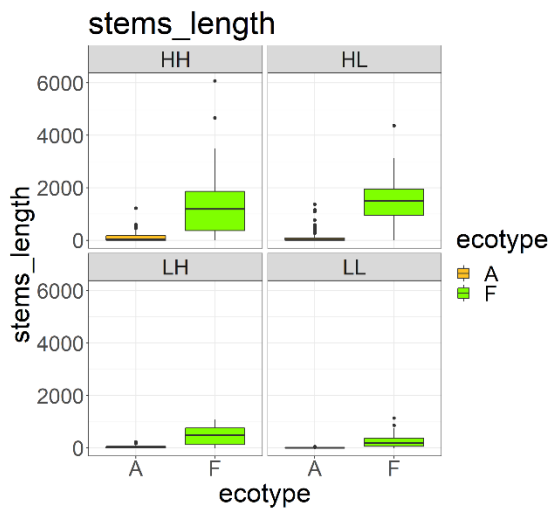 stems_length
HH HL
6000
4000
2000
0
stems_length
LH LL
6000
4000
2000
0
A F A F
ecotype
ecotype
A
F